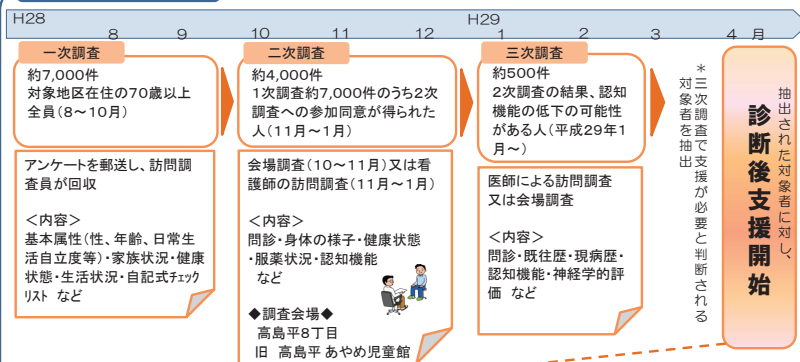 H28
H29
8
9
10
11
12
1
2
3
4 月
一次調査
約7,000件
対象地区在住の70歳以上
全員(8~10月)
アンケートを郵送し、訪問調
査員が回収
<内容>
基本属性(性、年齢、日常生
活自立度等)・家族状況・健康
状態・生活状況・自記式チェック
リスト など
二次調査
約4,000件
1次調査約7,000件のうち2次
調査への参加同意が得られた
人(11月~1月)
会場調査(10~11月)又は看
護師の訪問調査(11月~1月)
<内容>
問診・身体の様子・健康状態
・服薬状況・認知機能
など
◆調査会場
高島平8丁目
旧 高島平あやめ児童館
三次調査
約500件
2次調査の結果、認知
機能の低下の可能性
がある人(平成29年1
月~)
医師による訪問調査
又は会場調査
<内容>
問診・既往歴・現病歴・
認知機能・神経学的評
価 など
*三次調査で支援が必要と判断される
対象者を抽出
抽出された対象者に対し、
診断後支援開始